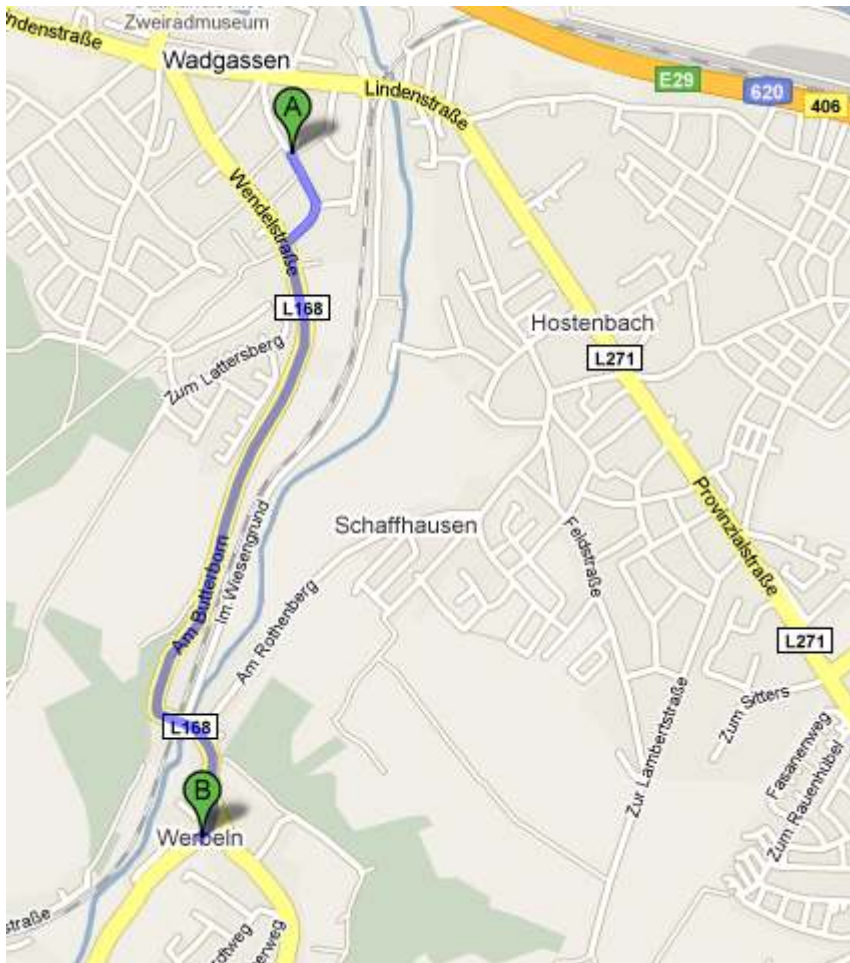 Zweiradmuseum
ndenstraße
Wadgassen
Lindenstraße
E29
620
406
A
Wendelstraße
L168
Hostenbach
L271
Zum Lattersberg
Provinzialstraße
Schaffhausen
Feldstraße
Im Wiesengrund
Am Butterborn
Am Rothenberg
L271
Zum Sitters
Zur Lambertstraße
L168
Fasanenweg
Zum Rauenhübel
B
Werbeln
straße